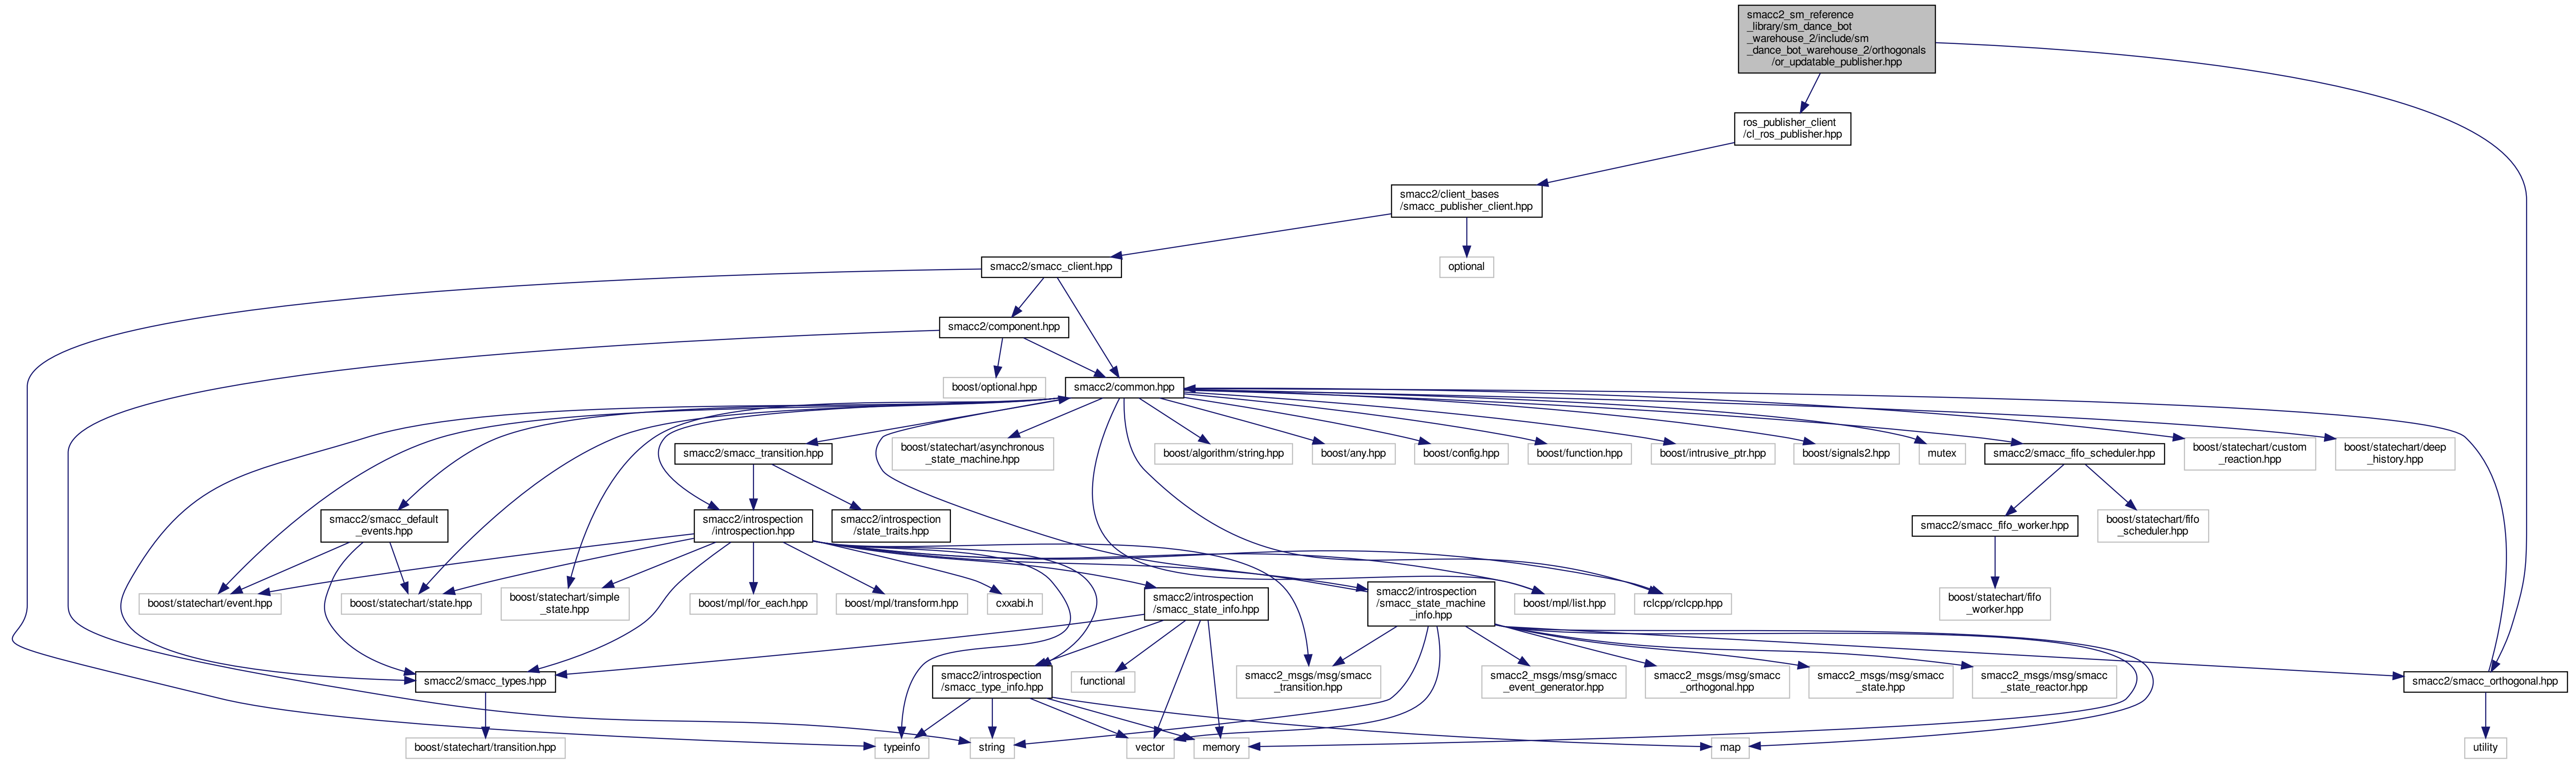 smacc2_sm_reference
_library/sm_dance_bot
_warehouse_2/include/sm
_dance_bot_warehouse_2/orthogonals
/or_updatable_publisher.hpp
ros_publisher_client
/cl_ros_publisher.hpp
smacc2/client_bases
/smacc_publisher_client.hpp
smacc2/smacc_client.hpp
optional
smacc2/component.hpp
boost/optional.hpp
smacc2/common.hpp
smacc2/smacc_transition.hpp
boost/statechart/asynchronous
_state_machine.hpp
boost/algorithm/string.hpp
boost/any.hpp
boost/config.hpp
boost/function.hpp
boost/intrusive_ptr.hpp
boost/signals2.hpp
mutex
smacc2/smacc_fifo_scheduler.hpp
boost/statechart/custom
_reaction.hpp
boost/statechart/deep
_history.hpp
smacc2/smacc_default
_events.hpp
smacc2/introspection
/introspection.hpp
smacc2/introspection
/state_traits.hpp
smacc2/smacc_fifo_worker.hpp
boost/statechart/fifo
_scheduler.hpp
boost/statechart/event.hpp
boost/statechart/state.hpp
boost/statechart/simple
_state.hpp
boost/mpl/for_each.hpp
boost/mpl/transform.hpp
cxxabi.h
smacc2/introspection
/smacc_state_info.hpp
smacc2/introspection
/smacc_state_machine
_info.hpp
boost/mpl/list.hpp
rclcpp/rclcpp.hpp
boost/statechart/fifo
_worker.hpp
smacc2/smacc_types.hpp
smacc2/introspection
/smacc_type_info.hpp
functional
smacc2_msgs/msg/smacc
_transition.hpp
smacc2_msgs/msg/smacc
_event_generator.hpp
smacc2_msgs/msg/smacc
_orthogonal.hpp
smacc2_msgs/msg/smacc
_state.hpp
smacc2_msgs/msg/smacc
_state_reactor.hpp
smacc2/smacc_orthogonal.hpp
boost/statechart/transition.hpp
typeinfo
string
vector
memory
map
utility